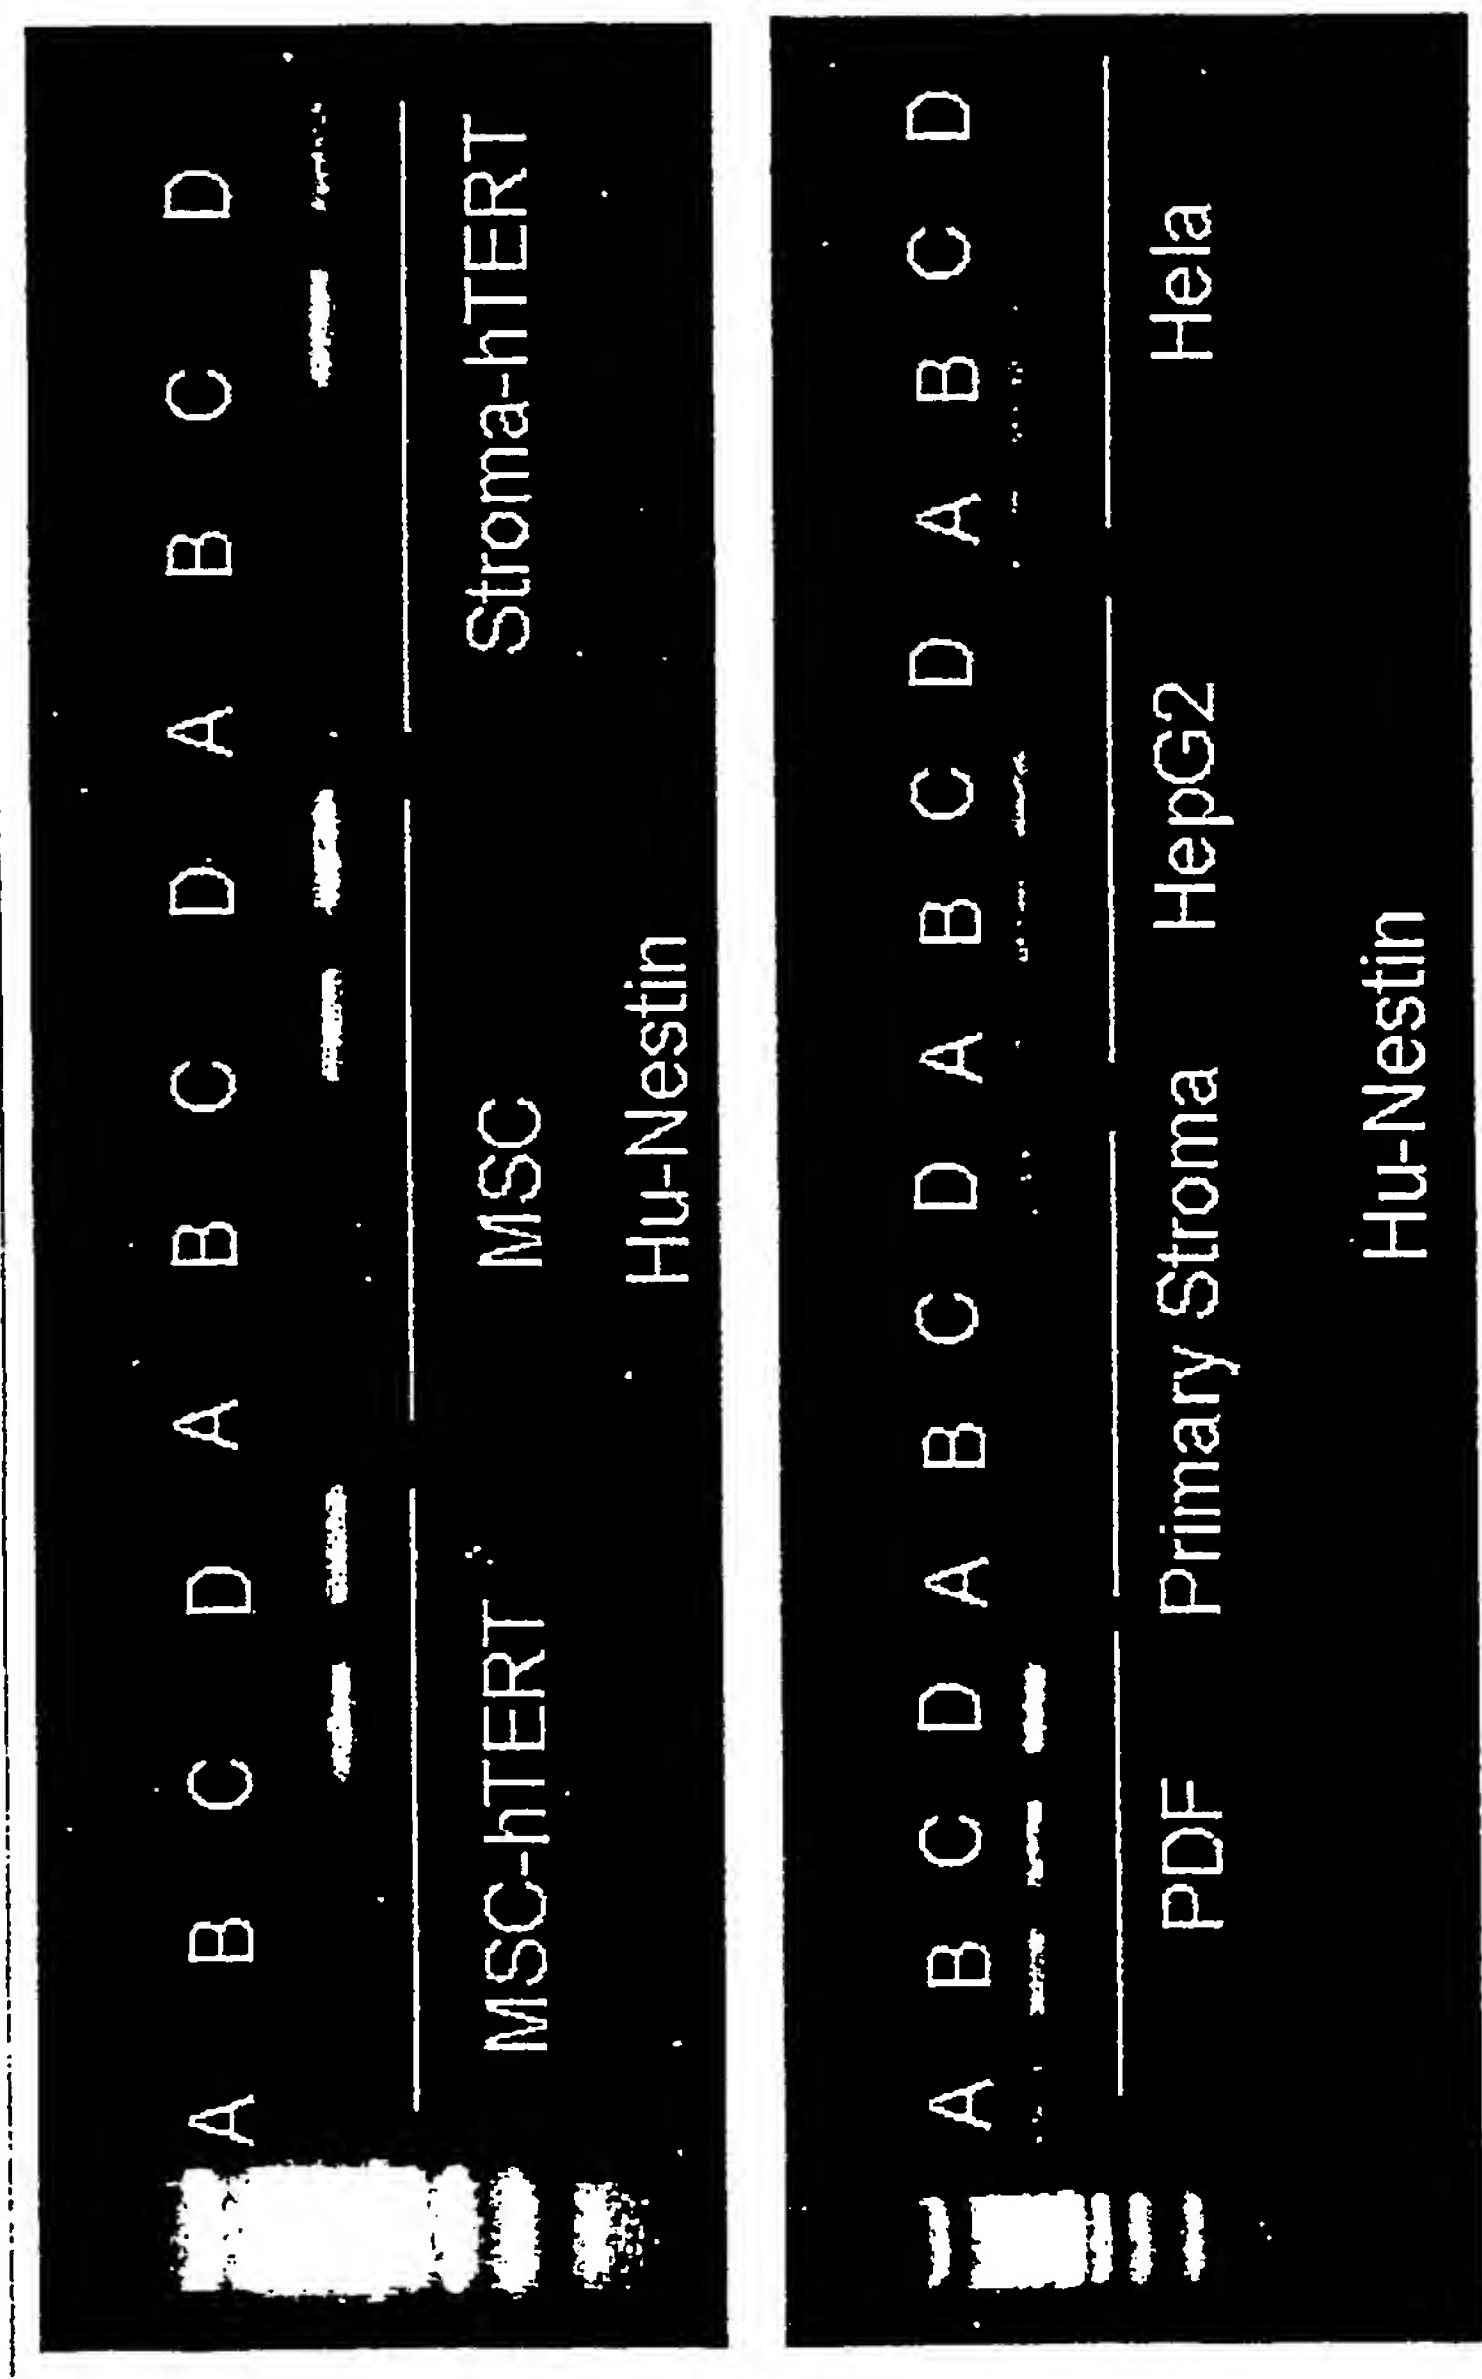 A B C D A B C D A B C D
MSC-hTERT MSC Stroma-hTERT
Hu-Nestin
A B C D A B C D A B C D A B C D
PDF Primary Stroma HepG2 Hela
Hu-Nestin